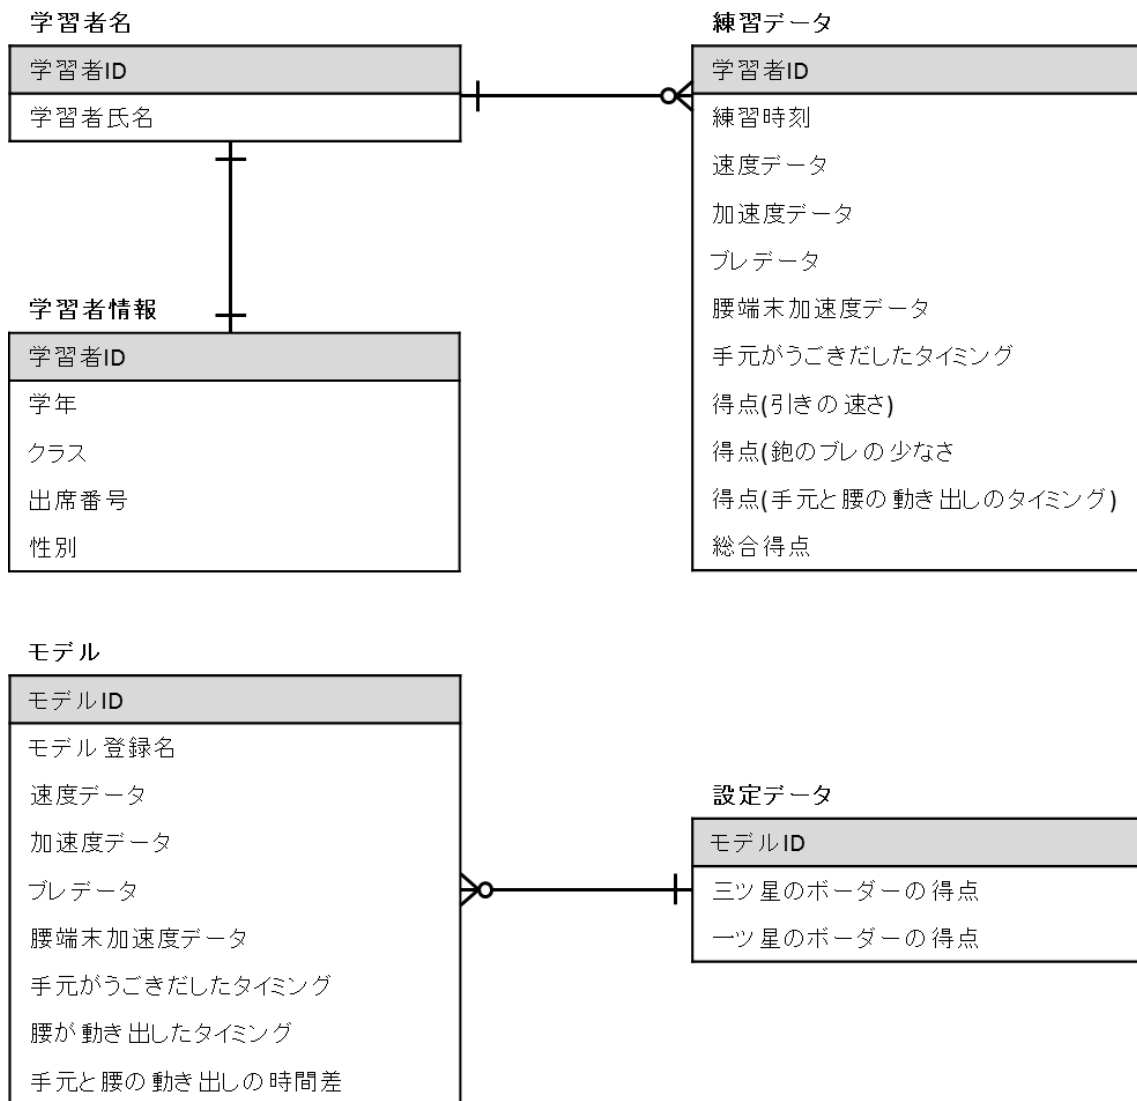 学習者名
学習者ID
学習者氏名
学習者情報
学習者ID
学年
クラス
出席番号
性別
練習データ
学習者ID
練習時刻
速度データ
加速度データ
ブレデータ
腰端末加速度データ
手元がうごきだしたタイミング
得点(引きの速さ)
得点(鉋のブレの少なさ
得点(手元と腰の動き出しのタイミング)
総合得点
モデル
モデルID
モデル登録名
速度データ
加速度データ
ブレデータ
腰端末加速度データ
手元がうごきだしたタイミング
腰が動き出したタイミング
手元と腰の動き出しの時間差
設定データ
モデルID
三ツ星のボーダーの得点
一ツ星のボーダーの得点